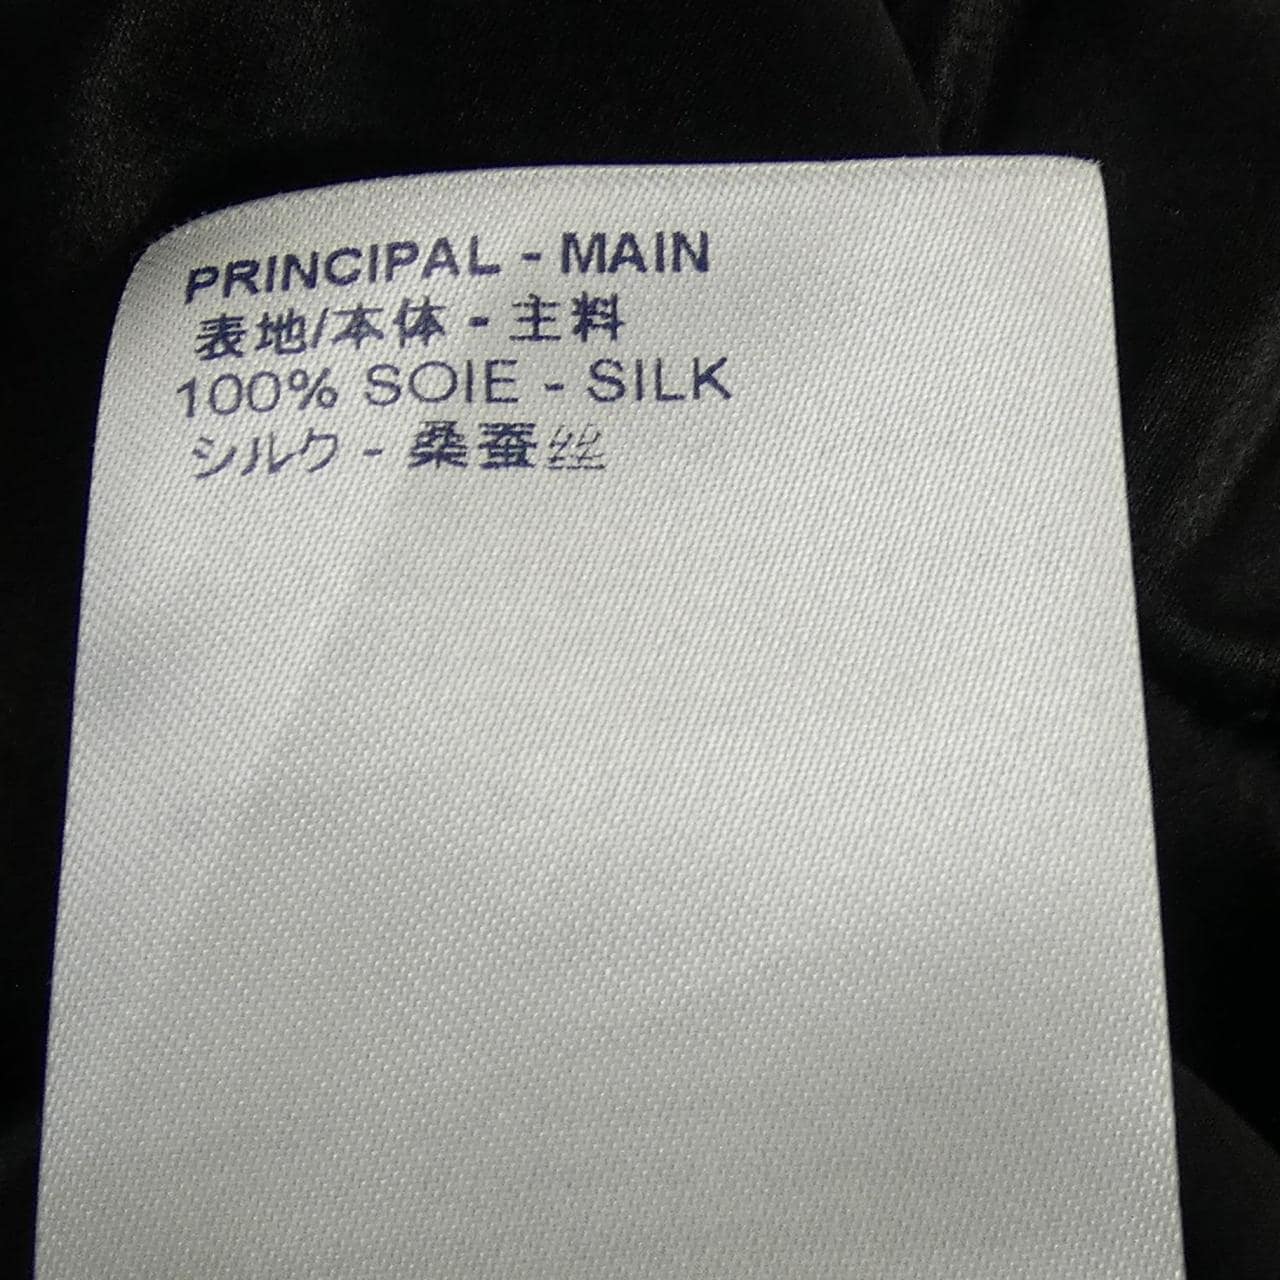 PRINCIPAL - MAIN
表地/本体 - 主料
100% SOIE - SILK
シルク - 桑蚕丝